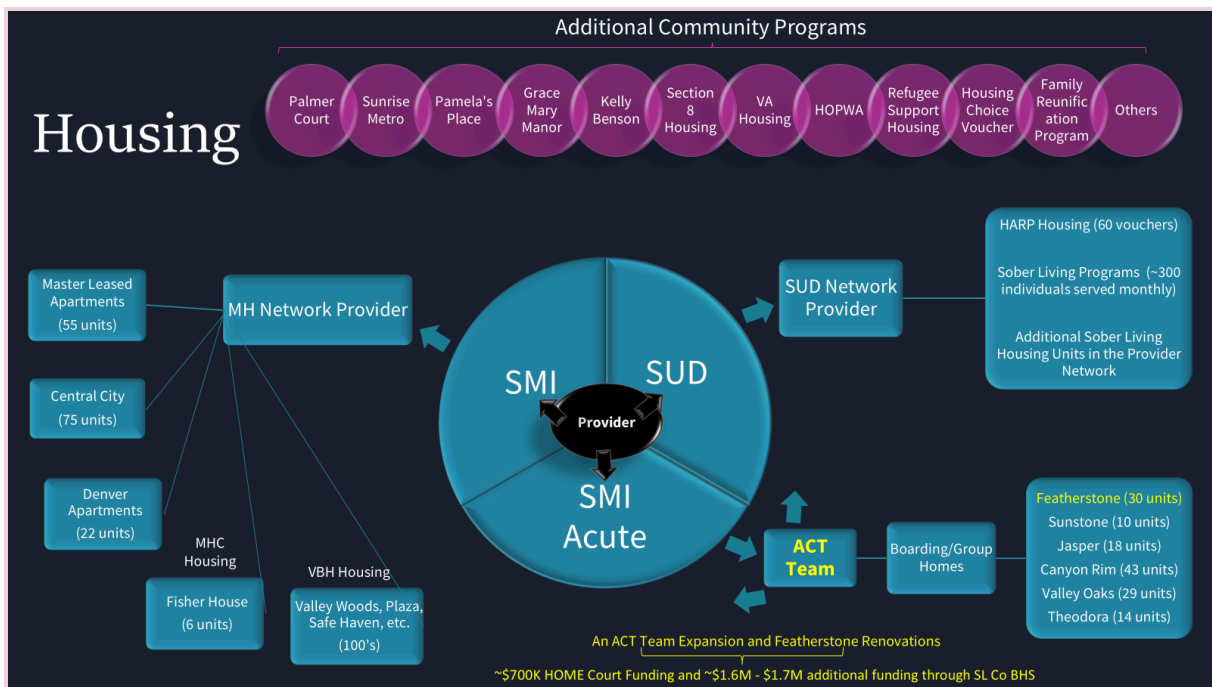 Additional Community Programs
Housing
Palmer
Court
Sunrise
Metro
Pamela's
Place
Grace
Mary
Manor
Kelly
Benson
Section
8
Housing
VA
Housing
HOPWA
Refugee
Support
Housing
Housing
Choice
Voucher
Family
Reunific
ation
Program
Others
Master Leased
Apartments
(55 units)
MH Network Provider
Central City
(75 units)
Denver
Apartments
(22 units)
MHC
Housing
Fisher House
(6 units)
VBH Housing
Valley Woods, Plaza,
Safe Haven, etc.
(100's)
SMI
SUD
Provider
SMI
Acute
SUD Network
Provider
HARP Housing (60 vouchers)
Sober Living Programs (~300
individuals served monthly)
Additional Sober Living
Housing Units in the Provider
Network
ACT
Team
Boarding/Group
Homes
Featherstone (30 units)
Sunstone (10 units)
Jasper (18 units)
Canyon Rim (43 units)
Valley Oaks (29 units)
Theodora (14 units)
An ACT Team Expansion and Featherstone Renovations
~$700K HOME Court Funding and ~$1.6M - $1.7M additional funding through SL Co BHS